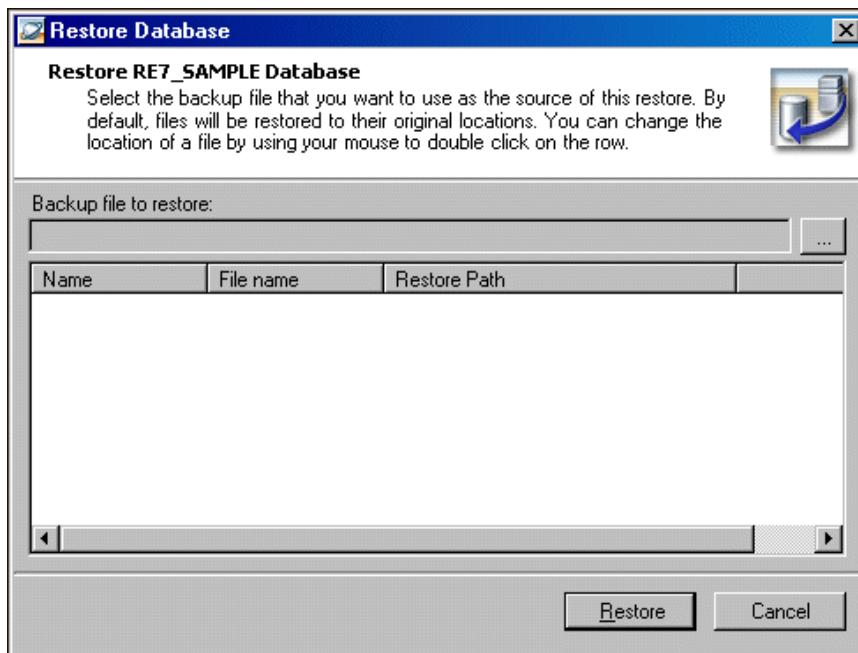 Restore Database
Restore RE7_SAMPLE Database
Select the backup file that you want to use as the source of this restore. By
default, files will be restored to their original locations. You can change the
location of a file by using your mouse to double click on the row.
Backup file to restore:
...
Name File name Restore Path
Restore Cancel